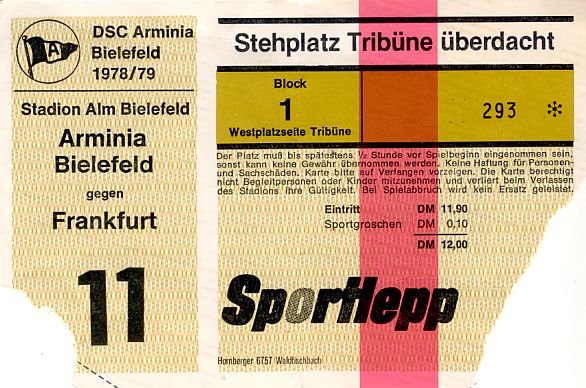 A
DSC Arminia
Bielefeld
1978/79
Stadion Alm Bielefeld
Arminia
Bielefeld
gegen
Frankfurt
11
Stehplatz Tribüne überdacht
Block
1
Westplatzseite Tribüne
293 *
Der Platz muß bis spätestens ½ Stunde vor Spielbeginn eingenommen sein,
sonst kann keine Gewähr übernommen werden. Keine Haftung für Personen-
und Sachschäden. Karte bitte auf Verlangen vorzeigen. Die Karte berechtigt
nicht Begleitpersonen oder Kinder mitzunehmen und verliert beim Verlassen
des Stadions ihre Gültigkeit. Bei Spielabbruch wird kein Ersatz geleistet.
Eintritt DM 11,90
Sportgroschen DM 0,10
DM 12,00
SporHepp
Hornberger 6757 Waldfischbach